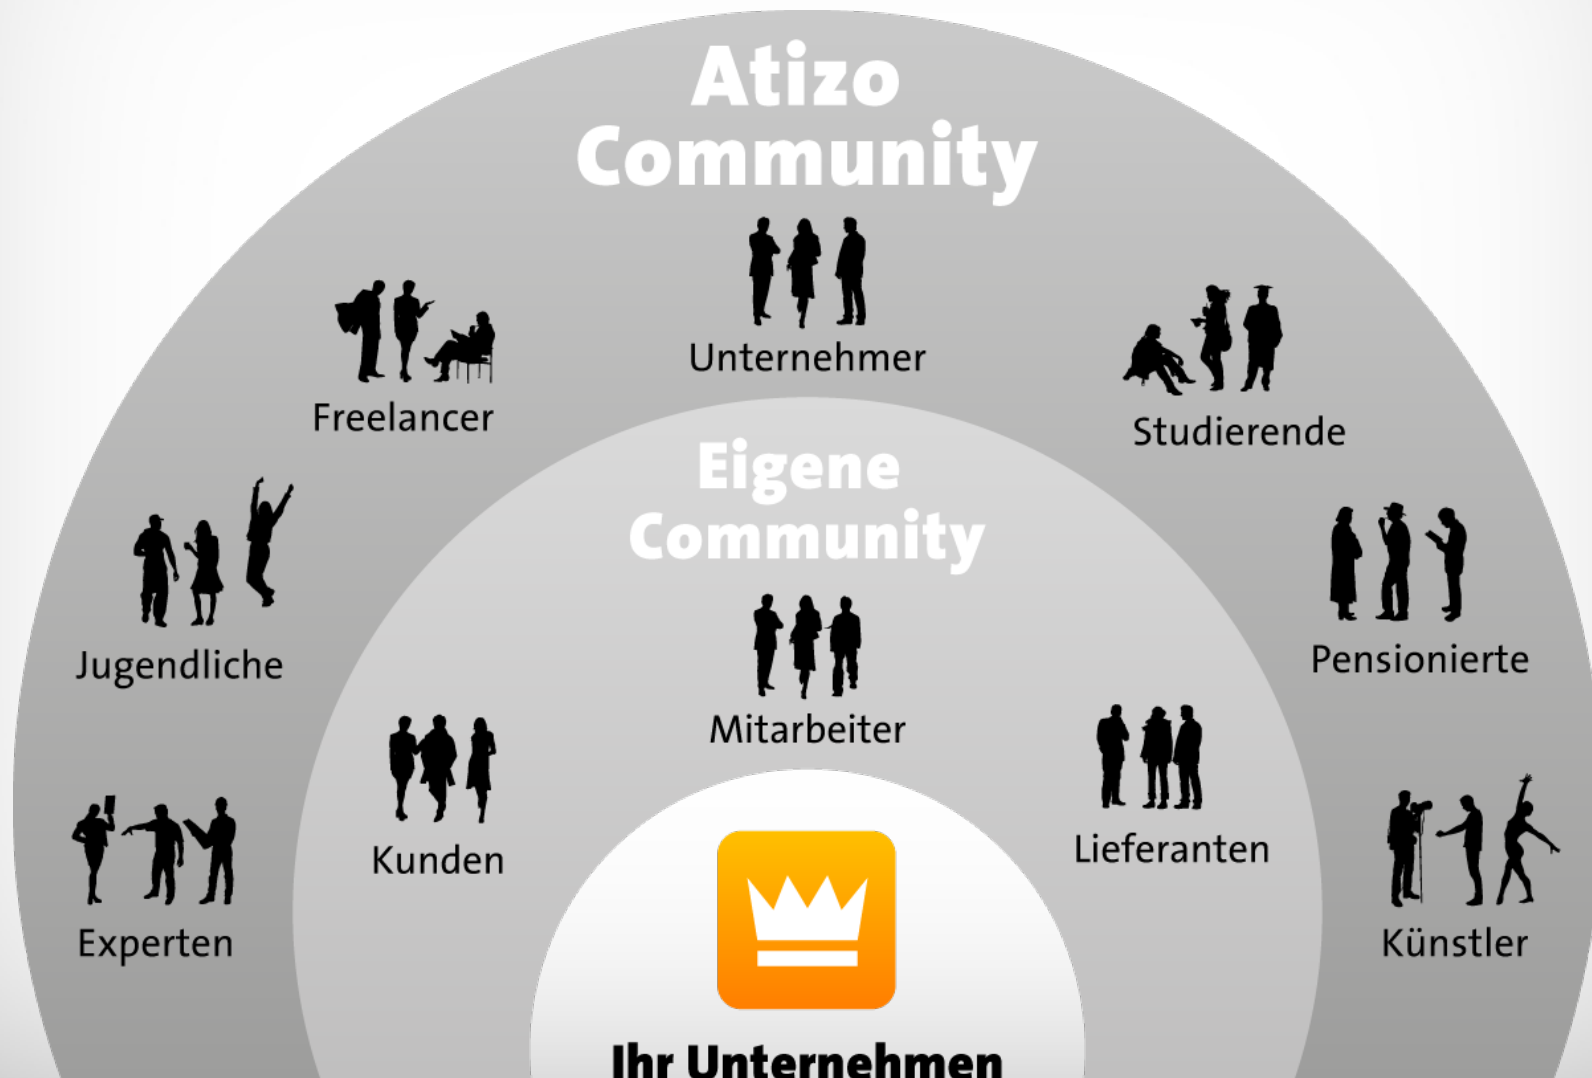 Atizo
Community
Unternehmer
Freelancer
Studierende
Eigene
Community
Jugendliche
Pensionierte
Mitarbeiter
Kunden
Lieferanten
Experten
Künstler
Ihr Unternehmen